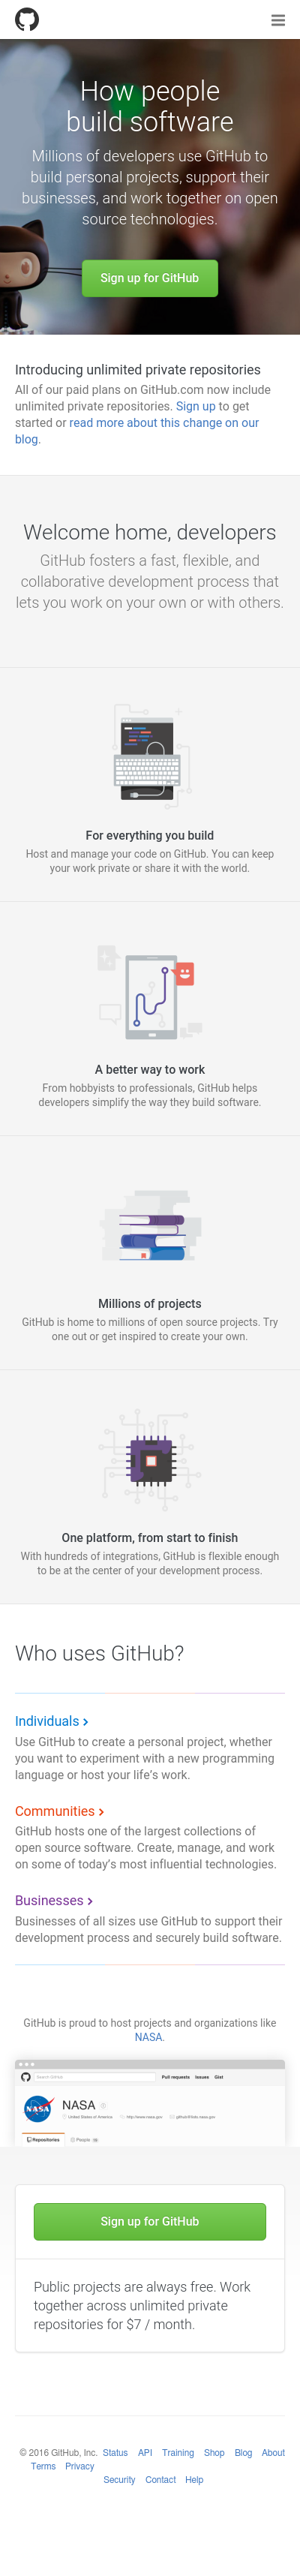 How people
build software
Millions of developers use GitHub to
build personal projects, support their
businesses, and work together on open
source technologies.
Sign up for GitHub
Introducing unlimited private repositories
All of our paid plans on GitHub.com now include
unlimited private repositories. Sign up to get
started or read more about this change on our
blog.
Welcome home, developers
GitHub fosters a fast, flexible, and
collaborative development process that
lets you work on your own or with others.
For everything you build
Host and manage your code on GitHub. You can keep
your work private or share it with the world.
A better way to work
From hobbyists to professionals, GitHub helps
developers simplify the way they build software.
Millions of projects
GitHub is home to millions of open source projects. Try
one out or get inspired to create your own.
One platform, from start to finish
With hundreds of integrations, GitHub is flexible enough
to be at the center of your development process.
Who uses GitHub?
Individuals
Use GitHub to create a personal project, whether
you want to experiment with a new programming
language or host your life's work.
Communities
GitHub hosts one of the largest collections of
open source software. Create, manage, and work
on some of today's most influential technologies.
Businesses
Businesses of all sizes use GitHub to support their
development process and securely build software.
GitHub is proud to host projects and organizations like
NASA.
Search GitHub Pull requests Issues Gist
NASA
United States of America http://www.nasa.gov
Repositories People
Sign up for GitHub
Public projects are always free. Work
together across unlimited private
repositories for $7 / month.
© 2016 GitHub, Inc. Status API Training Shop Blog About
Terms Privacy
Security Contact Help